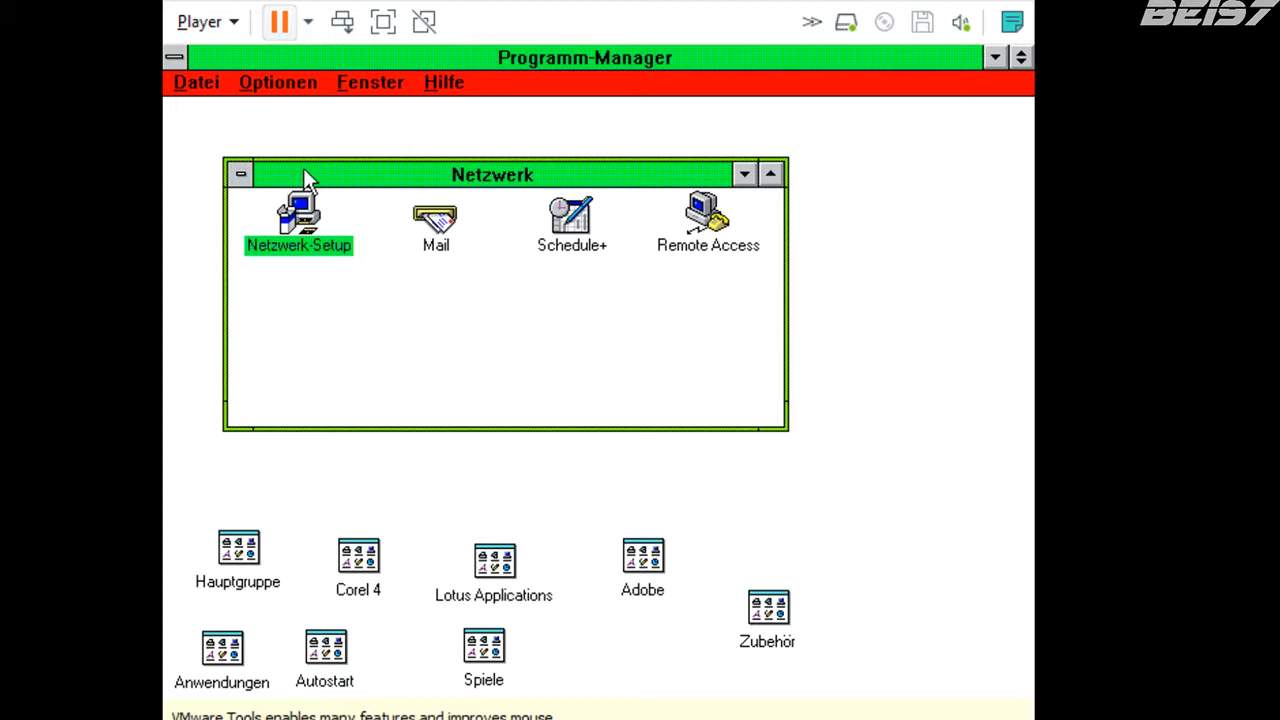 BEI97
Player
Programm-Manager
Datei Optionen Fenster Hilfe
Netzwerk
Netzwerk-Setup Mail Schedule+ Remote Access
Hauptgruppe Corel 4 Lotus Applications Adobe
Zubehör
Anwendungen Autostart Spiele
VMware Tools enables many features and improves mouse